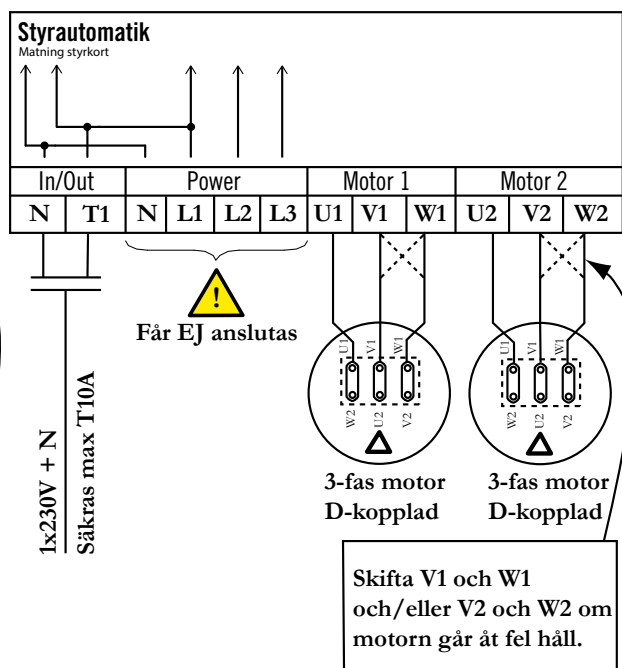 Styrautomatik
Matning styrkort
In/Out Power Motor 1 Motor 2
N T1 N L1 L2 L3 U1 V1 W1 U2 V2 W2
!
Får EJ anslutas
1x230V + N
Säkras max T10A
U1 V1 W1
W2 U2 V2
U1 V1 W1
W2 U2 V2
3-fas motor
D-kopplad
3-fas motor
D-kopplad
Skifta V1 och W1
och/eller V2 och W2 om
motorn går åt fel håll.